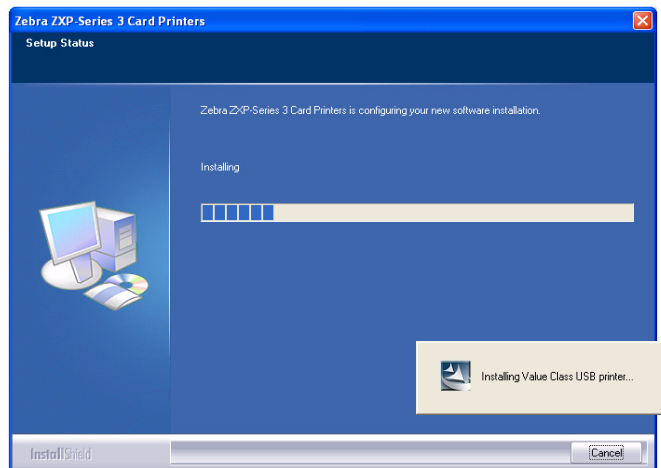 Zebra ZXP-Series 3 Card Printers
Setup Status
Zebra ZXP-Series 3 Card Printers is configuring your new software installation.
Installing
Installing Value Class USB printer...
InstallShield
Cancel